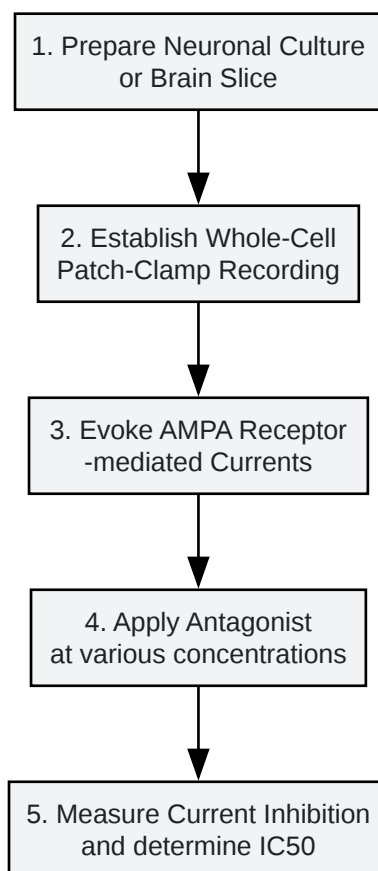 1. Prepare Neuronal Culture
or Brain Slice
2. Establish Whole-Cell
Patch-Clamp Recording
3. Evoke AMPA Receptor
-mediated Currents
4. Apply Antagonist
at various concentrations
5. Measure Current Inhibition
and determine IC50